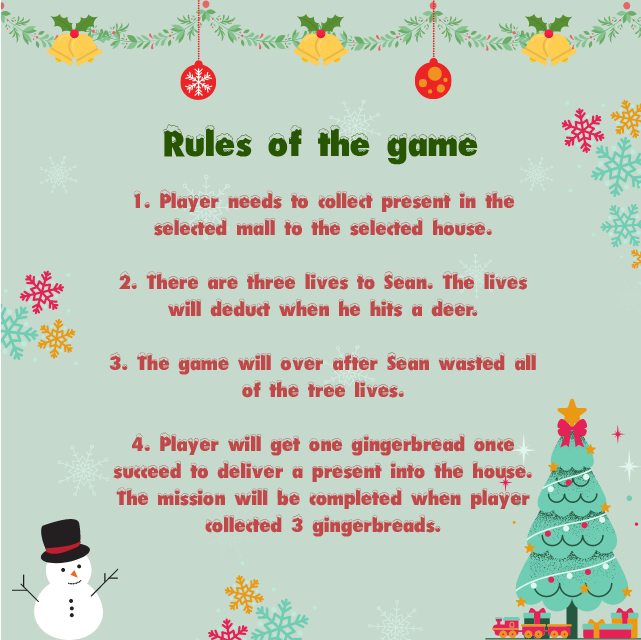 Rules of the game
1. Player needs to collect present in the
selected mall to the selected house.
2. There are three lives to Sean. The lives
will deduct when he hits a deer.
3. The game will over after Sean wasted all
of the tree lives.
4. Player will get one gingerbread once
succeed to deliver a present into the house.
The mission will be completed when player
collected 3 gingerbreads.